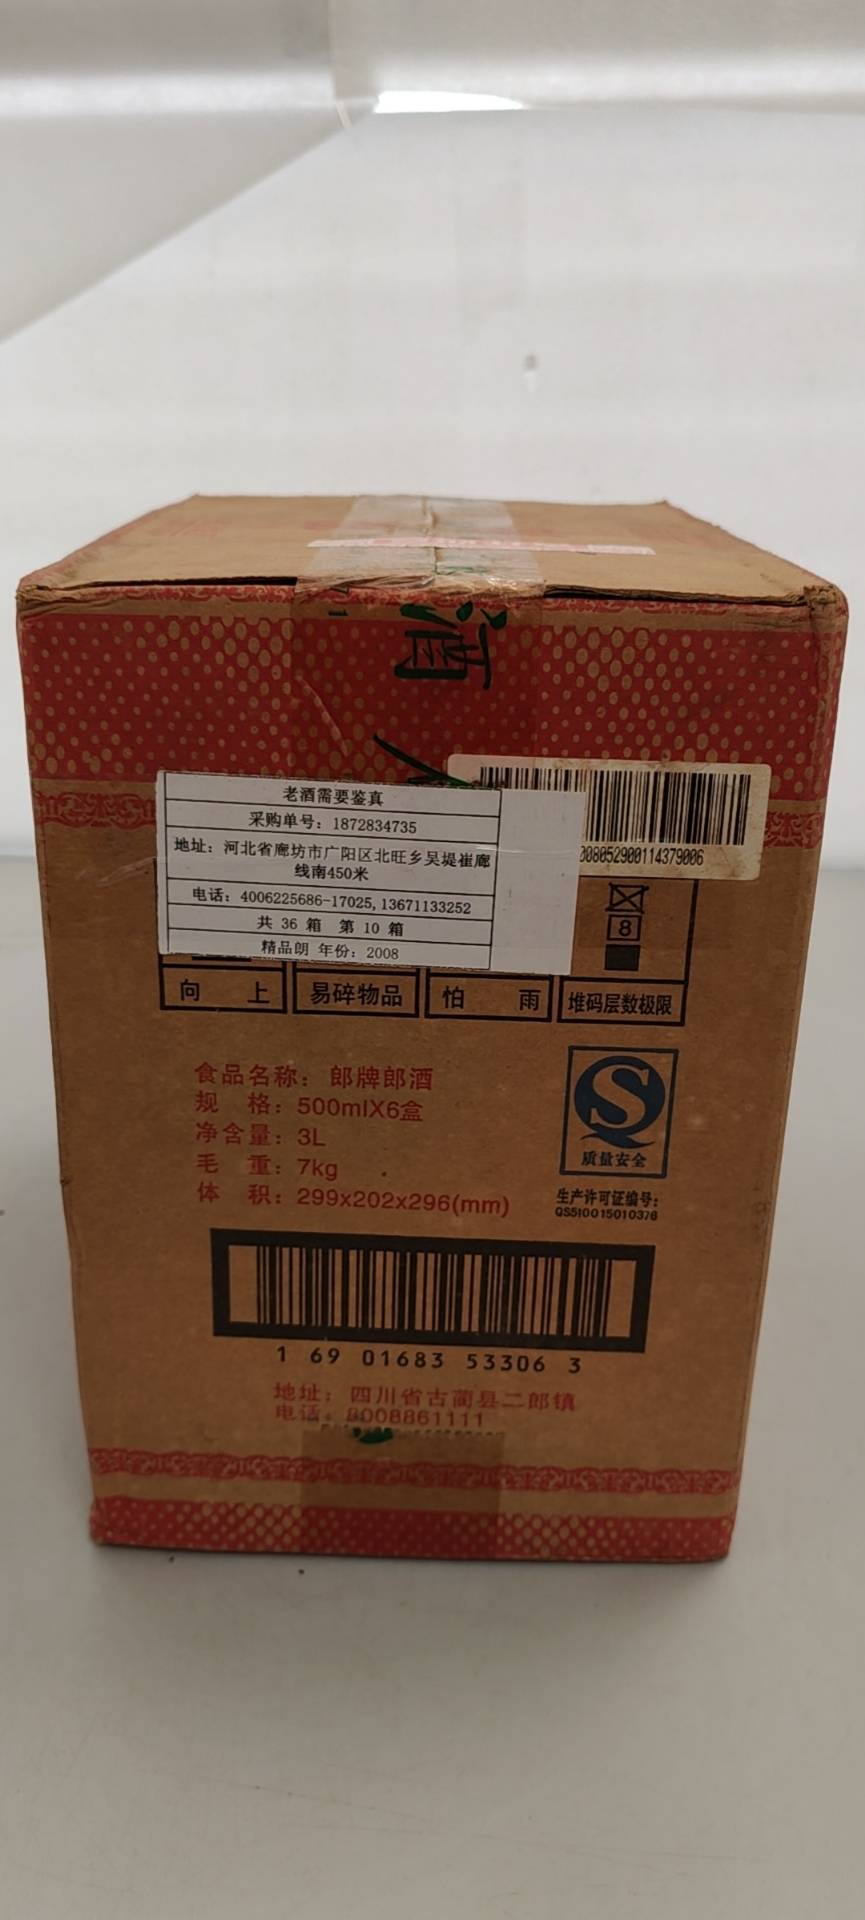 酒
老酒需要鉴真
采购单号：1872834735
地址：河北省廊坊市广阳区北旺乡吴堤崔廊
线南450米
电话：4006225686-17025,13671133252
共 36 箱 第 10 箱
精品朗 年份：2008
0080529001143790​06
8
向 上
易碎物品
怕 雨
堆码层数极限
食品名称：郎牌郎酒
规 格：500mlX6盒
净含量：3L
毛 重：7kg
体 积：299x202x296(mm)
质量安全
生产许可证编号：
QS510015010376
1 69 01683 53306 3
地址：四川省古蔺县二郎镇
电话：8008861111